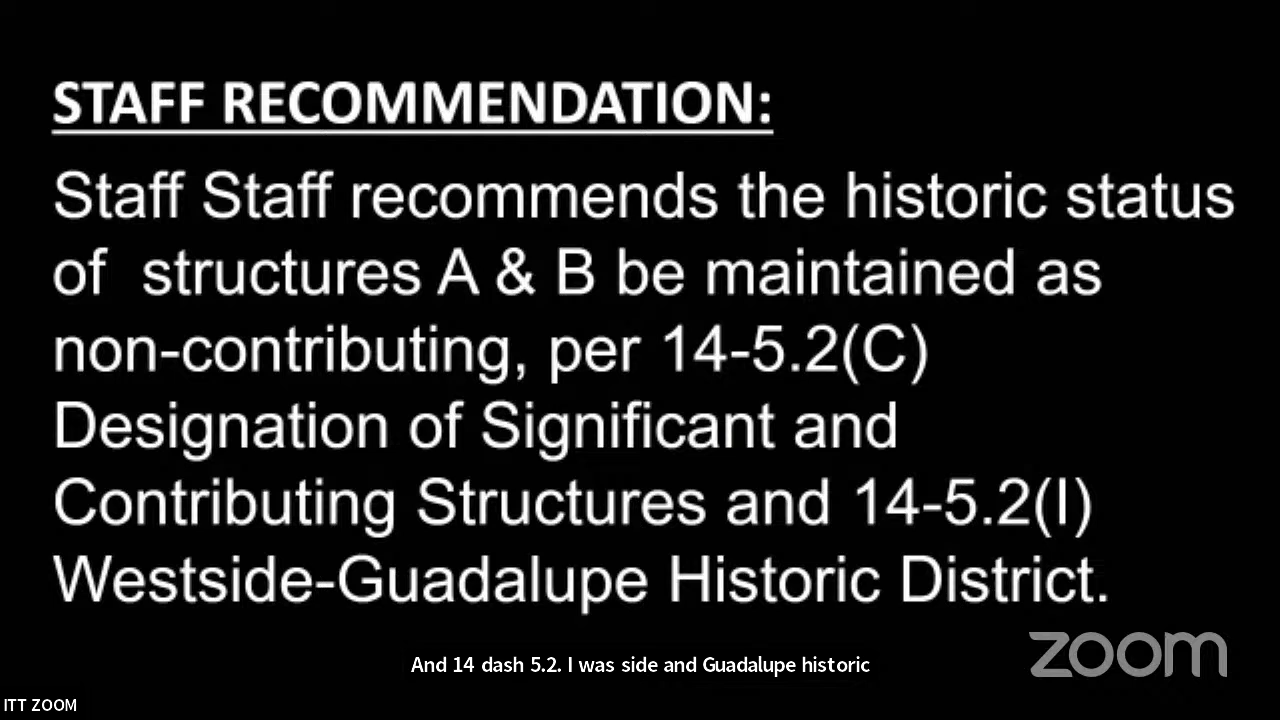 STAFF RECOMMENDATION:
Staff Staff recommends the historic status
of structures A & B be maintained as
non-contributing, per 14-5.2(C)
Designation of Significant and
Contributing Structures and 14-5.2(I)
Westside-Guadalupe Historic District.
zoom
And 14 dash 5.2. I was side and Guadalupe historic
ITT ZOOM